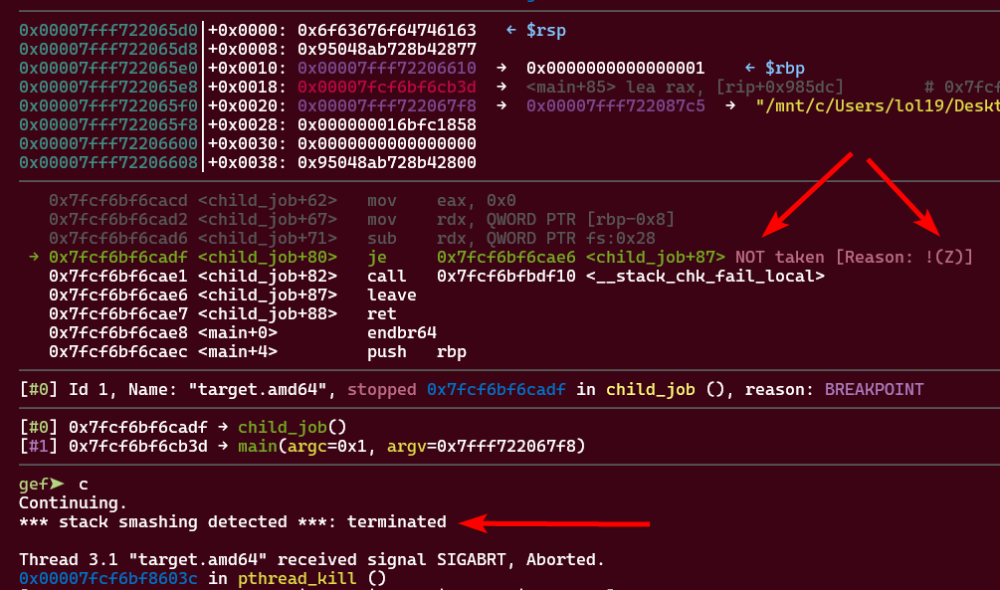 0x00007fff722065d0│+0x0000: 0x6f63676f64746163   ← $rsp
0x00007fff722065d8│+0x0008: 0x95048ab728b42877
0x00007fff722065e0│+0x0010: 0x00007fff72206610  →  0x0000000000000001    ← $rbp
0x00007fff722065e8│+0x0018: 0x00007fcf6bf6cb3d  →  <main+85> lea rax, [rip+0x985dc]        # 0x7fcf
0x00007fff722065f0│+0x0020: 0x00007fff722067f8  →  0x00007fff722087c5  →  "/mnt/c/Users/lol19/Deskt
0x00007fff722065f8│+0x0028: 0x000000016bfc1858
0x00007fff72206600│+0x0030: 0x0000000000000000
0x00007fff72206608│+0x0038: 0x95048ab728b42800
0x7fcf6bf6cacd <child_job+62>   mov    eax, 0x0
0x7fcf6bf6cad2 <child_job+67>   mov    rdx, QWORD PTR [rbp-0x8]
0x7fcf6bf6cad6 <child_job+71>   sub    rdx, QWORD PTR fs:0x28
→ 0x7fcf6bf6cadf <child_job+80>   je     0x7fcf6bf6cae6 <child_job+87> NOT taken [Reason: !(Z)]
0x7fcf6bf6cae1 <child_job+82>   call   0x7fcf6bfbdf10 <__stack_chk_fail_local>
0x7fcf6bf6cae6 <child_job+87>   leave
0x7fcf6bf6cae7 <child_job+88>   ret
0x7fcf6bf6cae8 <main+0>         endbr64
0x7fcf6bf6caec <main+4>         push   rbp
[#0] Id 1, Name: "target.amd64", stopped 0x7fcf6bf6cadf in child_job (), reason: BREAKPOINT
[#0] 0x7fcf6bf6cadf → child_job()
[#1] 0x7fcf6bf6cb3d → main(argc=0x1, argv=0x7fff722067f8)
gef➤  c
Continuing.
*** stack smashing detected ***: terminated
Thread 3.1 "target.amd64" received signal SIGABRT, Aborted.
0x00007fcf6bf8603c in pthread_kill ()